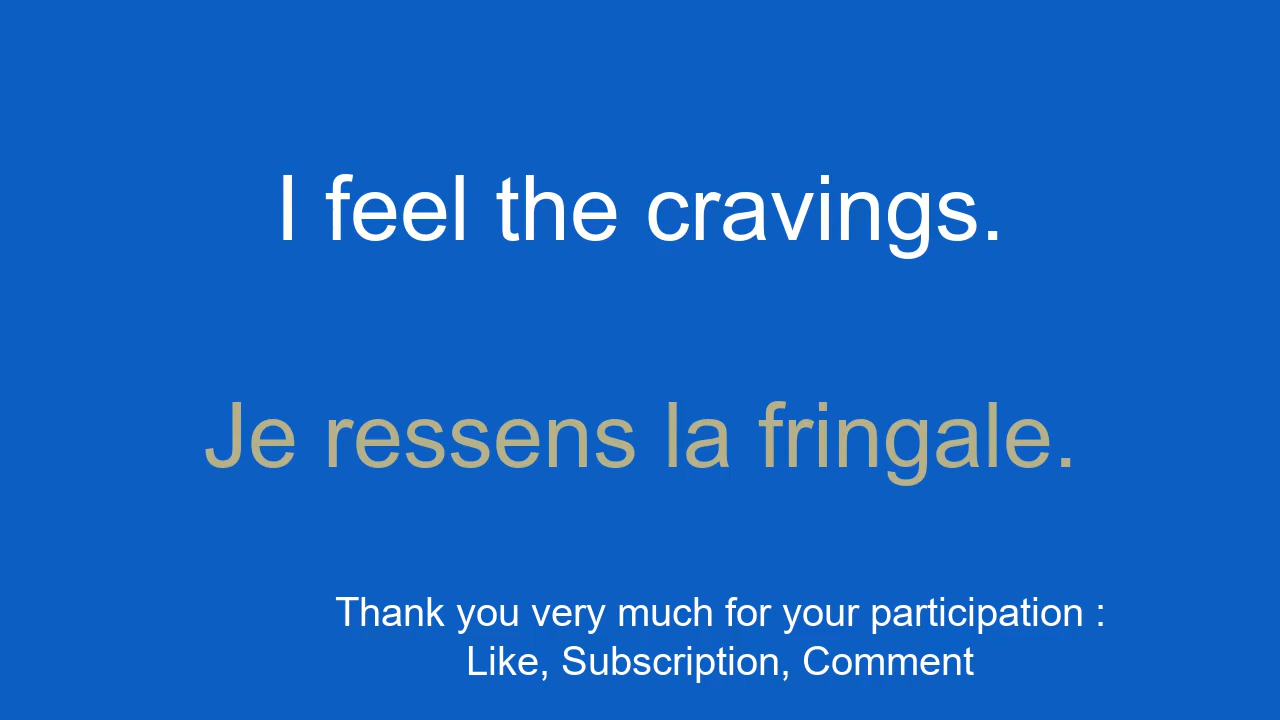 I feel the cravings.
Je ressens la fringale.
Thank you very much for your participation :
Like, Subscription, Comment